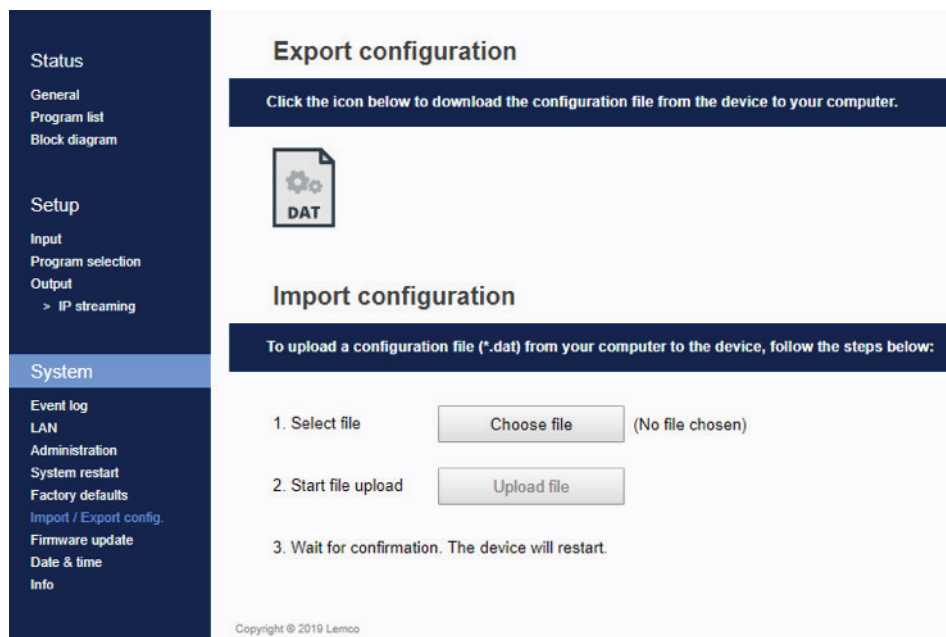 Status
General
Program list
Block diagram
Setup
Input
Program selection
Output
> IP streaming
System
Event log
LAN
Administration
System restart
Factory defaults
Import / Export config.
Firmware update
Date & time
Info
Export configuration
Click the icon below to download the configuration file from the device to your computer.
DAT
Import configuration
To upload a configuration file (*.dat) from your computer to the device, follow the steps below:
1. Select file Choose file (No file chosen)
2. Start file upload Upload file
3. Wait for confirmation. The device will restart.
Copyright © 2019 Lemco